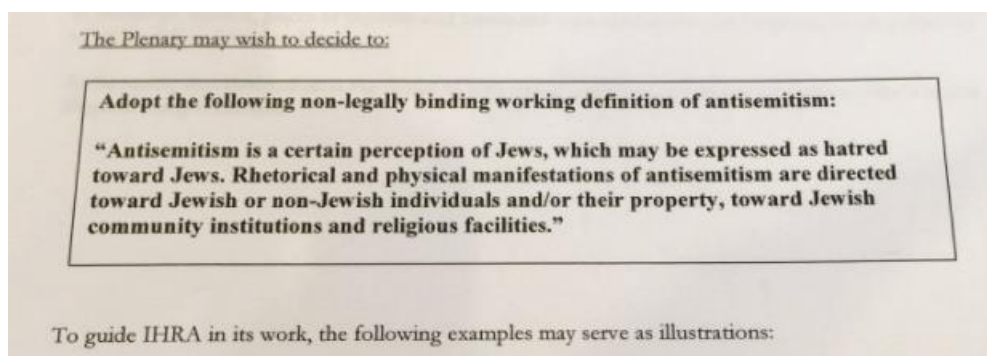 The Plenary may wish to decide to:
Adopt the following non-legally binding working definition of antisemitism:
“Antisemitism is a certain perception of Jews, which may be expressed as hatred
toward Jews. Rhetorical and physical manifestations of antisemitism are directed
toward Jewish or non-Jewish individuals and/or their property, toward Jewish
community institutions and religious facilities.”
To guide IHRA in its work, the following examples may serve as illustrations: